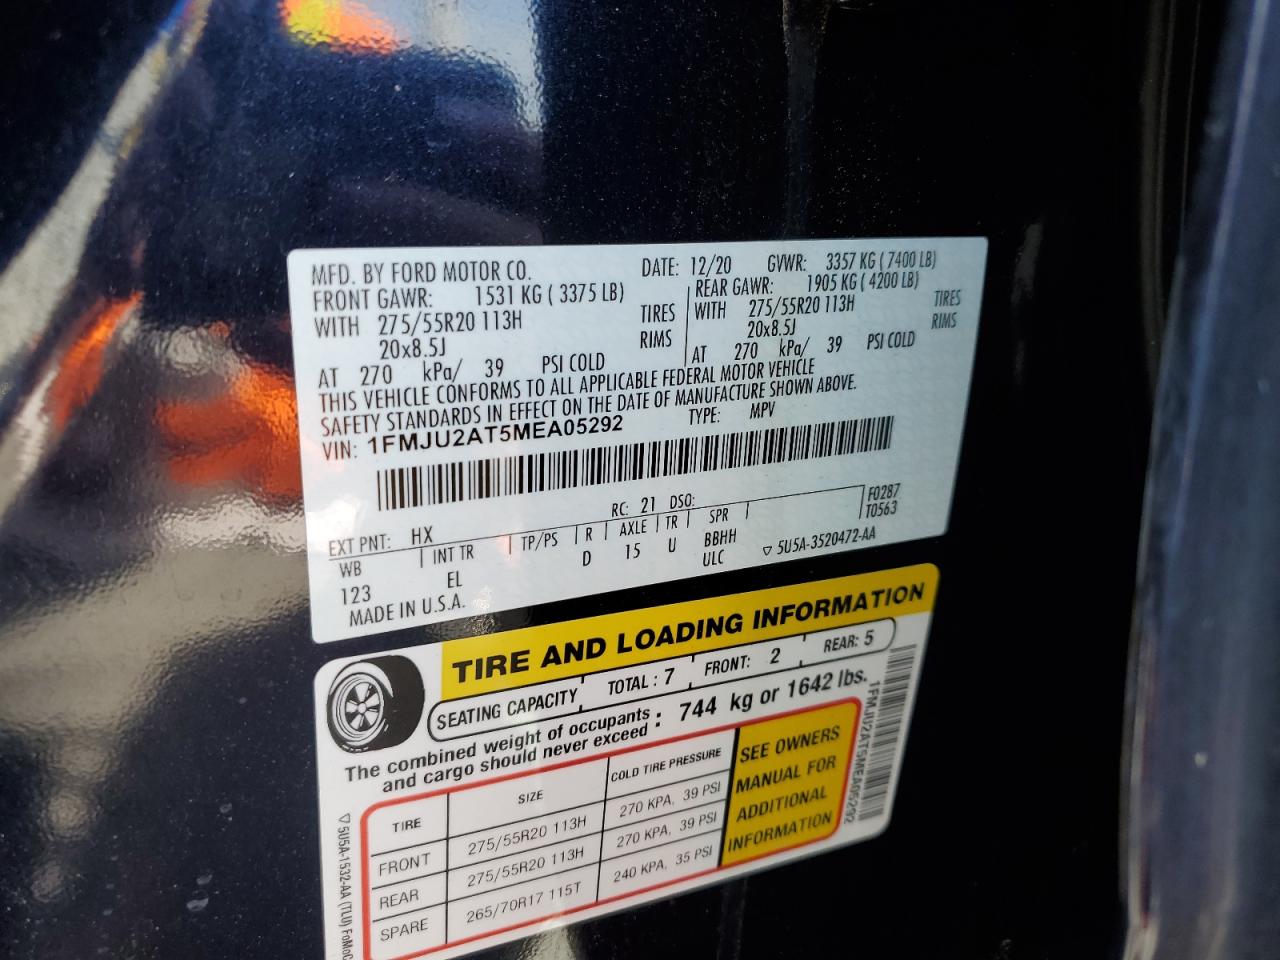 MFD. BY FORD MOTOR CO. DATE: 12/20 GVWR: 3357 KG ( 7400 LB)
FRONT GAWR: 1531 KG ( 3375 LB) REAR GAWR: 1905 KG ( 4200 LB)
WITH 275/55R20 113H TIRES WITH 275/55R20 113H TIRES
20x8.5J RIMS 20x8.5J RIMS
AT 270 kPa/ 39 PSI COLD AT 270 kPa/ 39 PSI COLD
THIS VEHICLE CONFORMS TO ALL APPLICABLE FEDERAL MOTOR VEHICLE
SAFETY STANDARDS IN EFFECT ON THE DATE OF MANUFACTURE SHOWN ABOVE.
VIN: 1FMJU2AT5MEA05292 TYPE: MPV
EXT PNT: HX RC: 21 DSO: F0287
WB INT TR TP/PS R AXLE TR SPR T0563
123 EL D 15 U BBHH
ULC
MADE IN U.S.A. 5U5A-3520472-AA
TIRE AND LOADING INFORMATION
SEATING CAPACITY TOTAL : 7 FRONT: 2 REAR: 5
The combined weight of occupants
and cargo should never exceed : 744 kg or 1642 lbs.
TIRE SIZE COLD TIRE PRESSURE
FRONT 275/55R20 113H 270 KPA, 39 PSI
REAR 275/55R20 113H 270 KPA, 39 PSI
SPARE 265/70R17 115T 240 KPA, 35 PSI
SEE OWNERS
MANUAL FOR
ADDITIONAL
INFORMATION
1FMJU2AT5MEA05292
5U5A-1532-AA (TLU) FoMoC